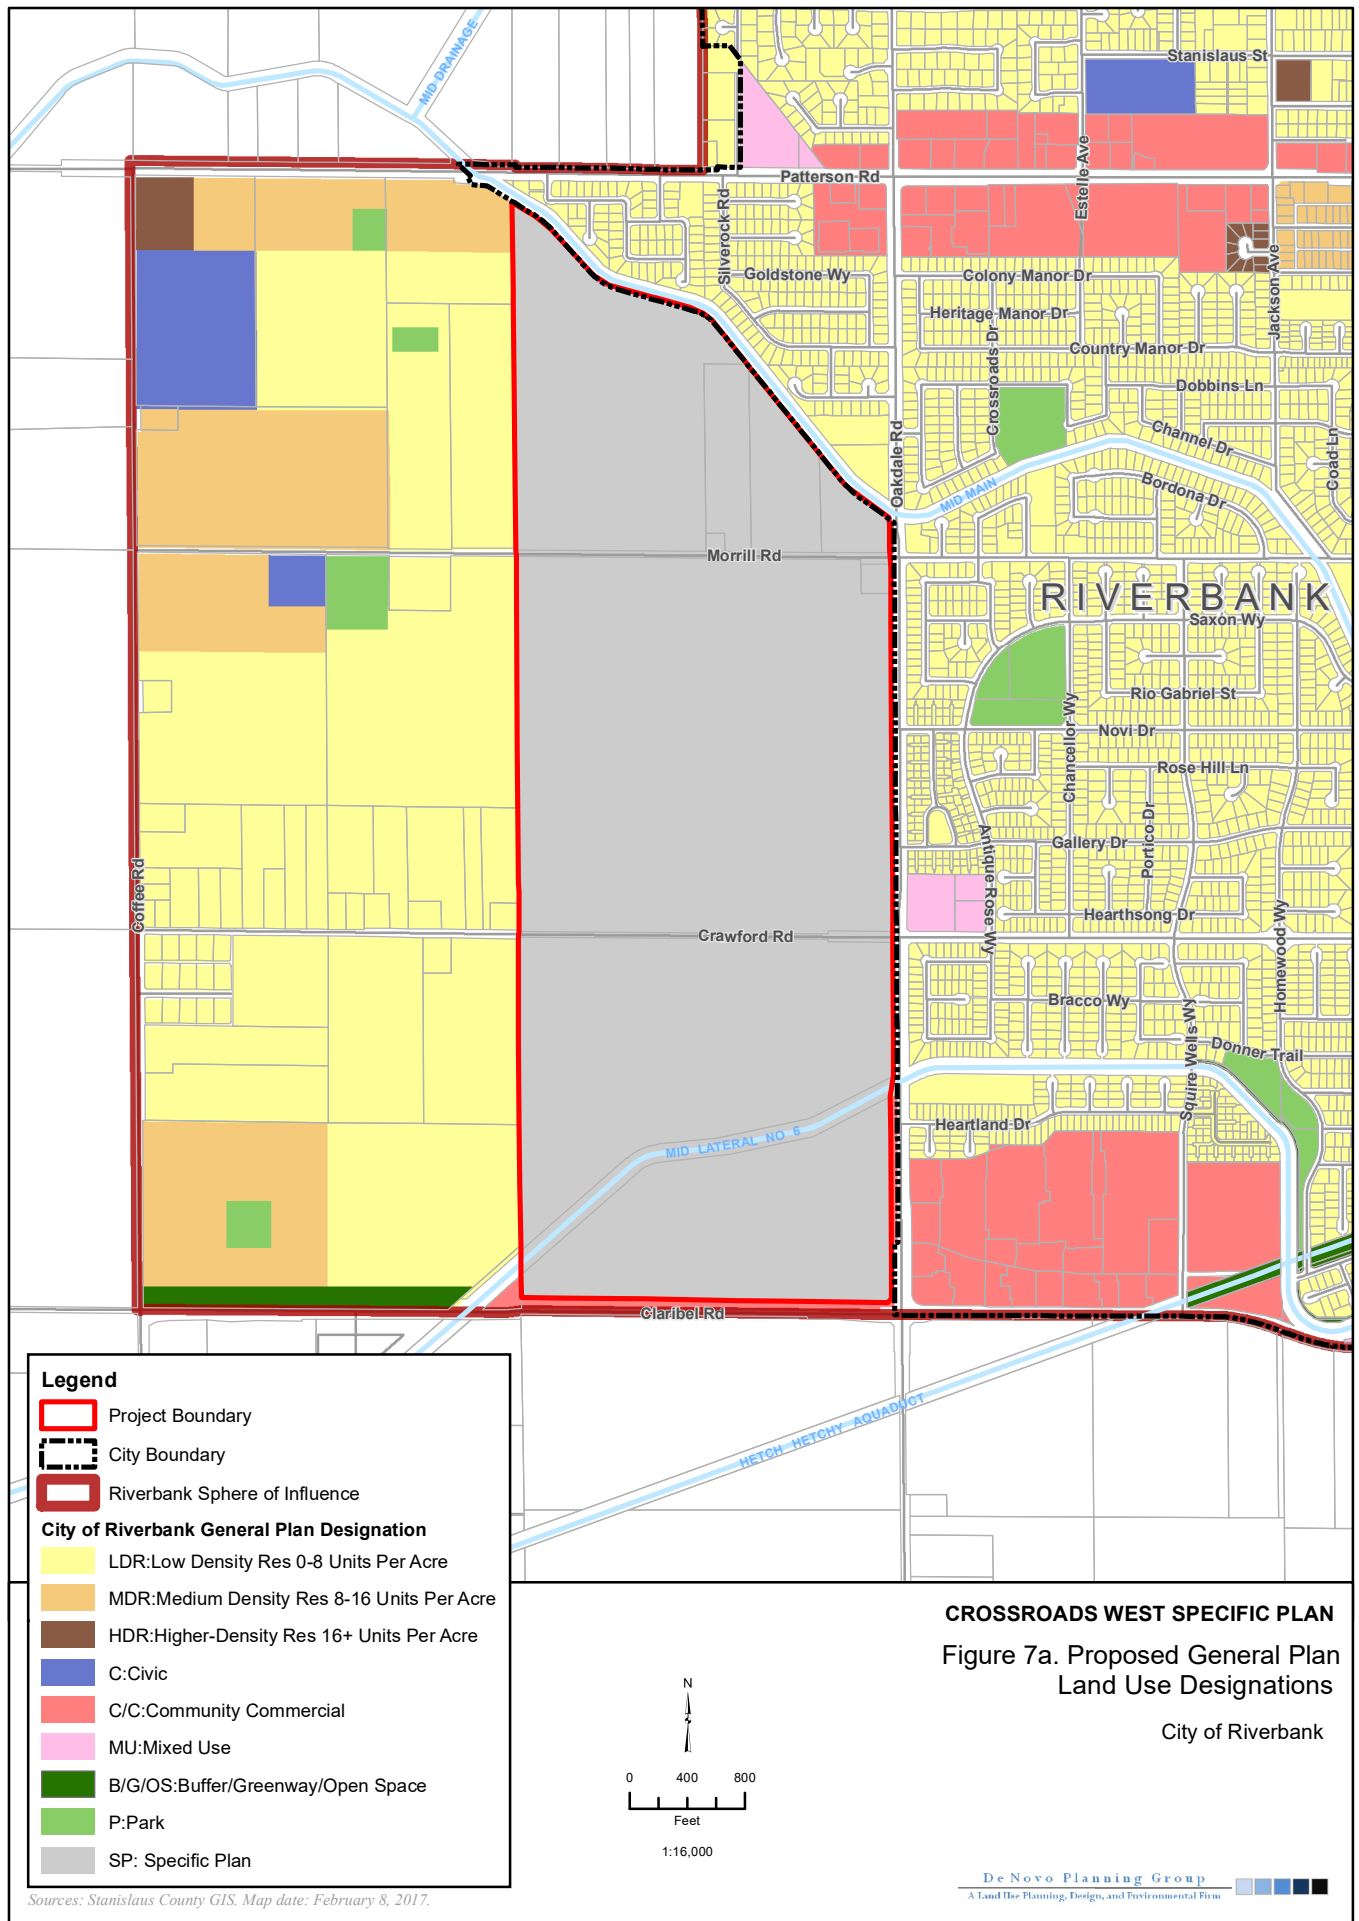 MID DRAINAGE
Stanislaus St
Estelle Ave
Patterson Rd
Silverock Rd
Goldstone Wy
Colony Manor Dr
Jackson Ave
Heritage Manor Dr
Crossroads Dr
Country Manor Dr
Dobbins Ln
Channel Dr
Coad Ln
Oakdale Rd
MID MAIN
Bordona Dr
Morrill Rd
RIVERBANK
Saxon Wy
Rio Gabriel St
Chancellor Wy
Novi Dr
Rose Hill Ln
Portico Dr
Gallery Dr
Antique Rose Wy
Coffee Rd
Hearthsong Dr
Crawford Rd
Homewood Wy
Bracco Wy
Squire Wells Wy
Donner Trail
Heartland Dr
MID LATERAL NO 6
Claribel Rd
HETCH HETCHY AQUADUCT
Legend
Project Boundary
City Boundary
Riverbank Sphere of Influence
City of Riverbank General Plan Designation
LDR:Low Density Res 0-8 Units Per Acre
MDR:Medium Density Res 8-16 Units Per Acre
HDR:Higher-Density Res 16+ Units Per Acre
C:Civic
C/C:Community Commercial
MU:Mixed Use
B/G/OS:Buffer/Greenway/Open Space
P:Park
SP: Specific Plan
Sources: Stanislaus County GIS. Map date: February 8, 2017.
N
0 400 800
Feet
1:16,000
CROSSROADS WEST SPECIFIC PLAN
Figure 7a. Proposed General Plan
Land Use Designations
City of Riverbank
De Novo Planning Group
A Land Use Planning, Design, and Environmental Firm